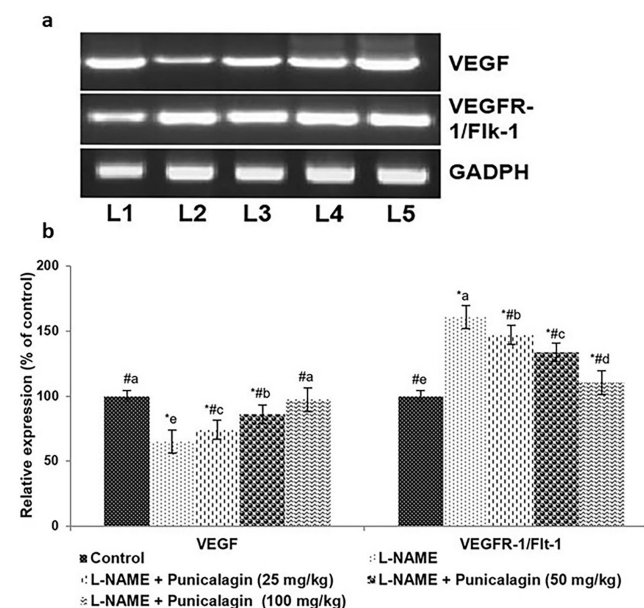 a
VEGF
VEGFR-
1/Flk-1
GADPH
L1 L2 L3 L4 L5
b
Relative expression (% of control)
200
150
100
50
0
#a
*e
*#c
*#b
#a
#e
*a
*#b
*#c
*#d
VEGF VEGFR-1/Flt-1
Control L-NAME
L-NAME + Punicalagin (25 mg/kg) L-NAME + Punicalagin (50 mg/kg)
L-NAME + Punicalagin (100 mg/kg)